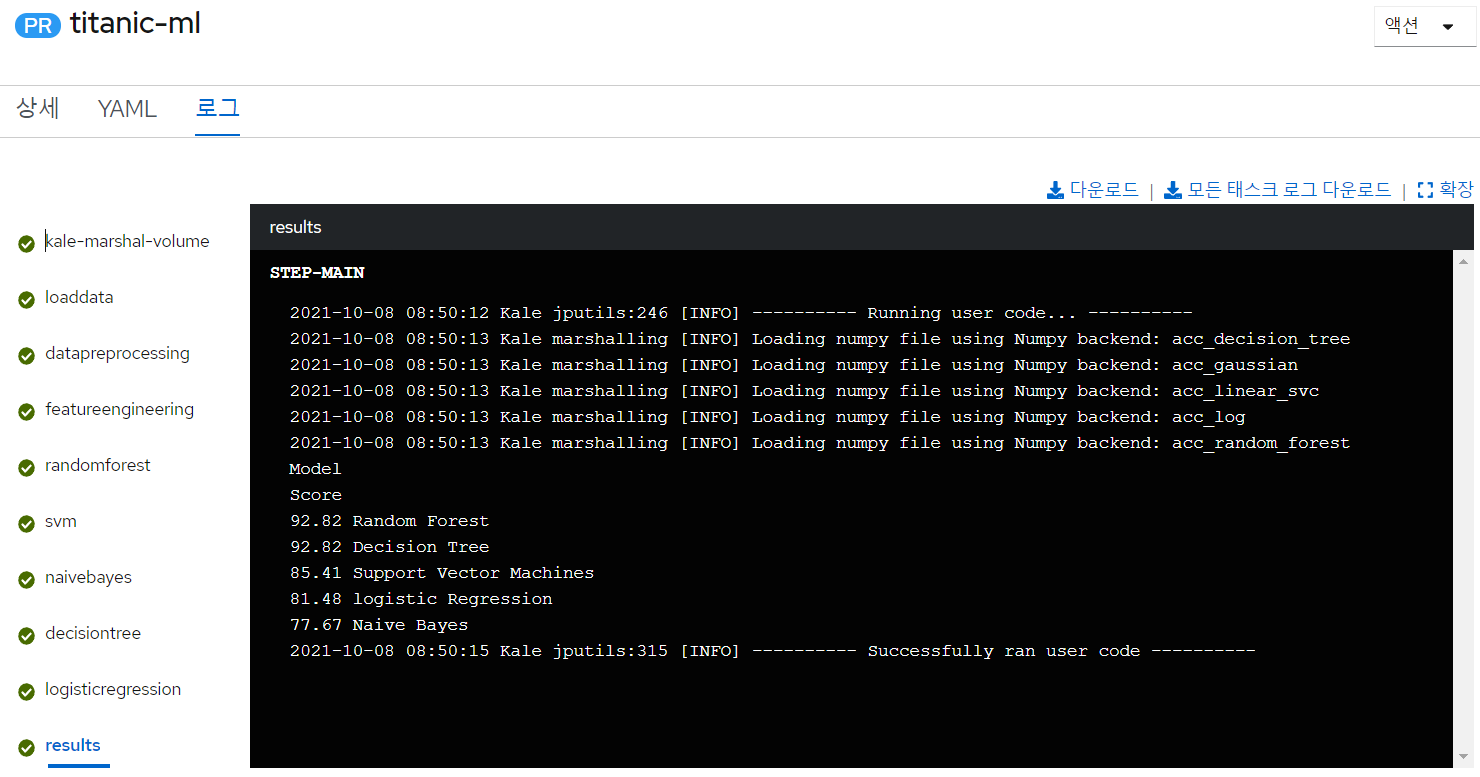 PR titanic-ml
액션
상세 YAML 로그
다운로드 | 모든 태스크 로그 다운로드 | 확장
kale-marshal-volume
loaddata
datapreprocessing
featureengineering
randomforest
svm
naivebayes
decisiontree
logisticregression
results
results
STEP-MAIN
2021-10-08 08:50:12 Kale jputils:246 [INFO] ---------- Running user code... ----------
2021-10-08 08:50:13 Kale marshalling [INFO] Loading numpy file using Numpy backend: acc_decision_tree
2021-10-08 08:50:13 Kale marshalling [INFO] Loading numpy file using Numpy backend: acc_gaussian
2021-10-08 08:50:13 Kale marshalling [INFO] Loading numpy file using Numpy backend: acc_linear_svc
2021-10-08 08:50:13 Kale marshalling [INFO] Loading numpy file using Numpy backend: acc_log
2021-10-08 08:50:13 Kale marshalling [INFO] Loading numpy file using Numpy backend: acc_random_forest
Model
Score
92.82 Random Forest
92.82 Decision Tree
85.41 Support Vector Machines
81.48 logistic Regression
77.67 Naive Bayes
2021-10-08 08:50:15 Kale jputils:315 [INFO] ---------- Successfully ran user code ----------